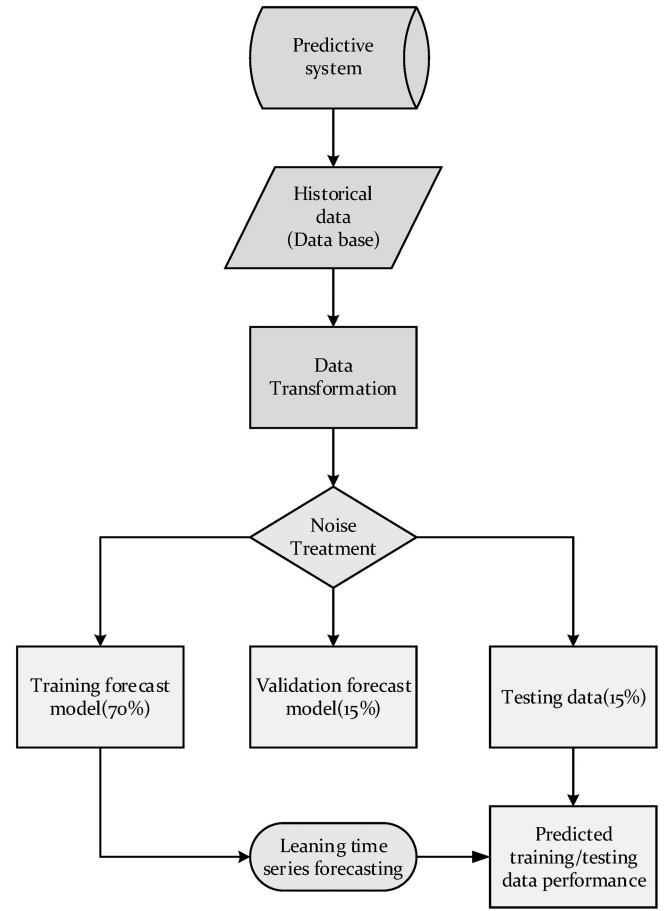 Predictive
system
Historical
data
(Data base)
Data
Transformation
Noise
Treatment
Training forecast
model(70%)
Validation forecast
model(15%)
Testing data(15%)
Leaning time
series forecasting
Predicted
training/testing
data performance